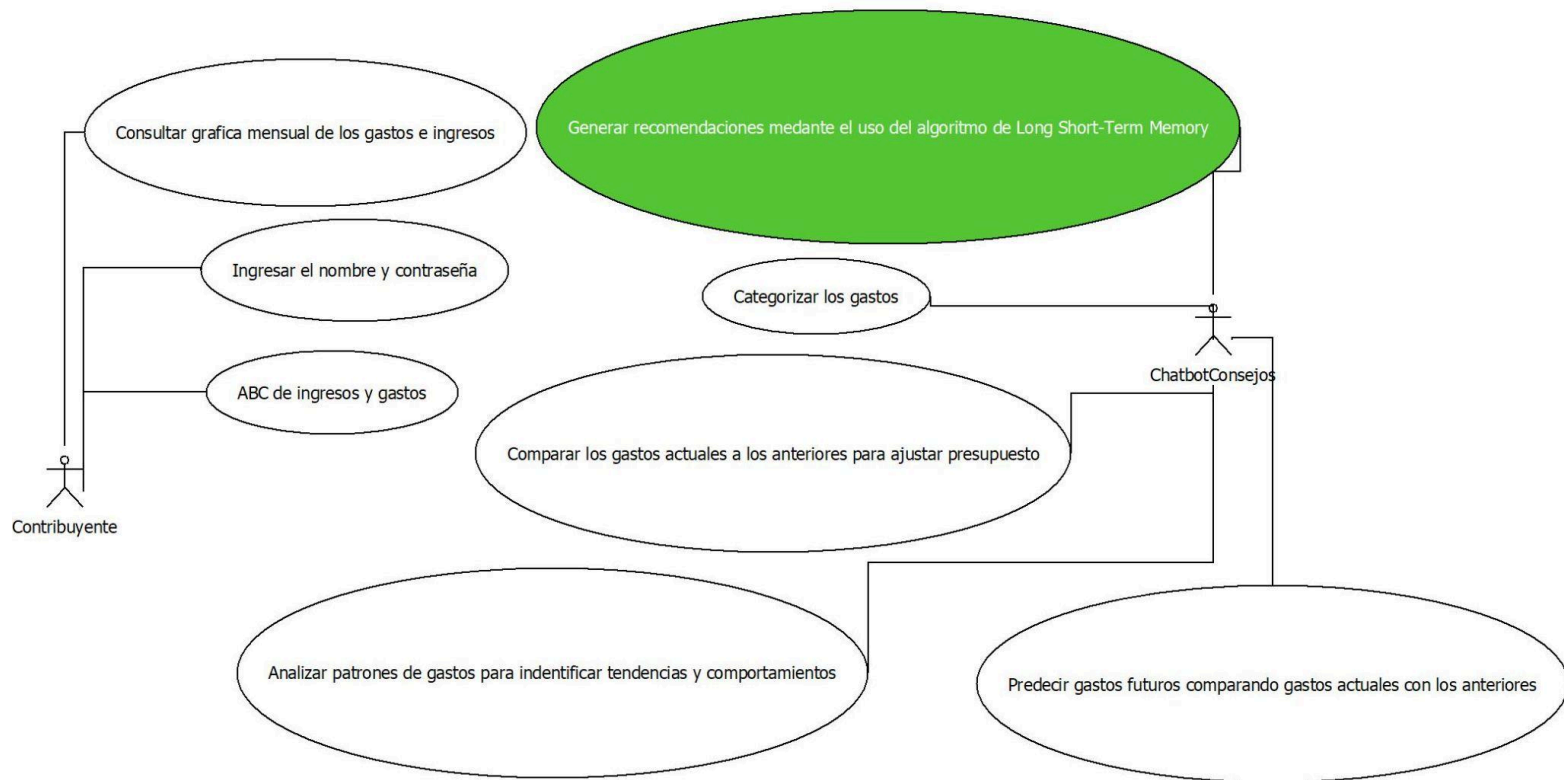 Consultar grafica mensual de los gastos e ingresos
Generar recomendaciones medante el uso del algoritmo de Long Short-Term Memory
Ingresar el nombre y contraseña
Categorizar los gastos
ChatbotConsejos
ABC de ingresos y gastos
Comparar los gastos actuales a los anteriores para ajustar presupuesto
Contribuyente
Analizar patrones de gastos para indentificar tendencias y comportamientos
Predecir gastos futuros comparando gastos actuales con los anteriores